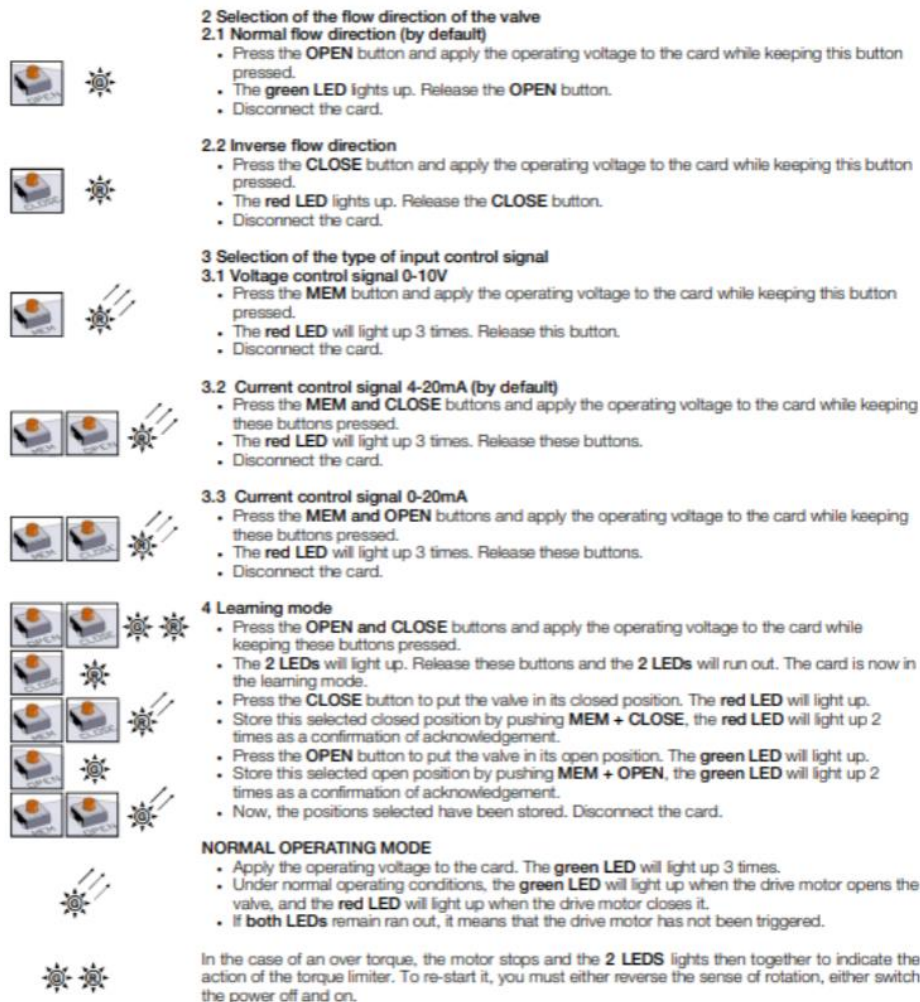 2 Selection of the flow direction of the valve
2.1 Normal flow direction (by default)
• Press the OPEN button and apply the operating voltage to the card while keeping this button
pressed.
• The green LED lights up. Release the OPEN button.
• Disconnect the card.
OPEN
G
2.2 Inverse flow direction
• Press the CLOSE button and apply the operating voltage to the card while keeping this button
pressed.
• The red LED lights up. Release the CLOSE button.
• Disconnect the card.
CLOSE
R
3 Selection of the type of input control signal
3.1 Voltage control signal 0-10V
• Press the MEM button and apply the operating voltage to the card while keeping this button
pressed.
• The red LED will light up 3 times. Release this button.
• Disconnect the card.
MEM
R
3.2 Current control signal 4-20mA (by default)
• Press the MEM and CLOSE buttons and apply the operating voltage to the card while keeping
these buttons pressed.
• The red LED will light up 3 times. Release these buttons.
• Disconnect the card.
MEM OPEN
R
3.3 Current control signal 0-20mA
• Press the MEM and OPEN buttons and apply the operating voltage to the card while keeping
these buttons pressed.
• The red LED will light up 3 times. Release these buttons.
• Disconnect the card.
MEM CLOSE
R
4 Learning mode
• Press the OPEN and CLOSE buttons and apply the operating voltage to the card while
keeping these buttons pressed.
• The 2 LEDs will light up. Release these buttons and the 2 LEDs will run out. The card is now in
the learning mode.
• Press the CLOSE button to put the valve in its closed position. The red LED will light up.
• Store this selected closed position by pushing MEM + CLOSE, the red LED will light up 2
times as a confirmation of acknowledgement.
• Press the OPEN button to put the valve in its open position. The green LED will light up.
• Store this selected open position by pushing MEM + OPEN, the green LED will light up 2
times as a confirmation of acknowledgement.
• Now, the positions selected have been stored. Disconnect the card.
OPEN CLOSE G R
CLOSE R
MEM CLOSE R
OPEN G
MEM OPEN G
NORMAL OPERATING MODE
• Apply the operating voltage to the card. The green LED will light up 3 times.
• Under normal operating conditions, the green LED will light up when the drive motor opens the
valve, and the red LED will light up when the drive motor closes it.
• If both LEDs remain ran out, it means that the drive motor has not been triggered.
G
In the case of an over torque, the motor stops and the 2 LEDS lights then together to indicate the
action of the torque limiter. To re-start it, you must either reverse the sense of rotation, either switch
the power off and on.
G R